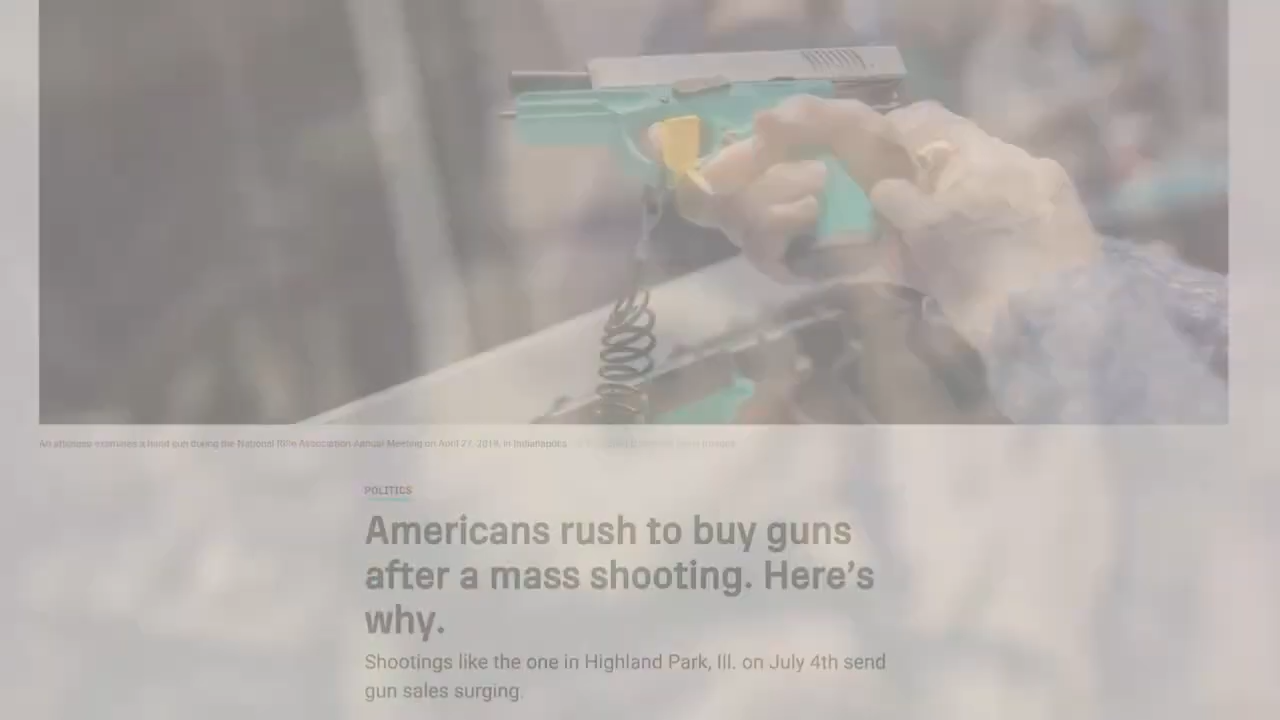 An attendee examines a hand gun during the National Rifle Association Annual Meeting on April 27, 2019, in Indianapolis.
POLITICS
Americans rush to buy guns
after a mass shooting. Here's
why.
Shootings like the one in Highland Park, Ill. on July 4th send
gun sales surging.